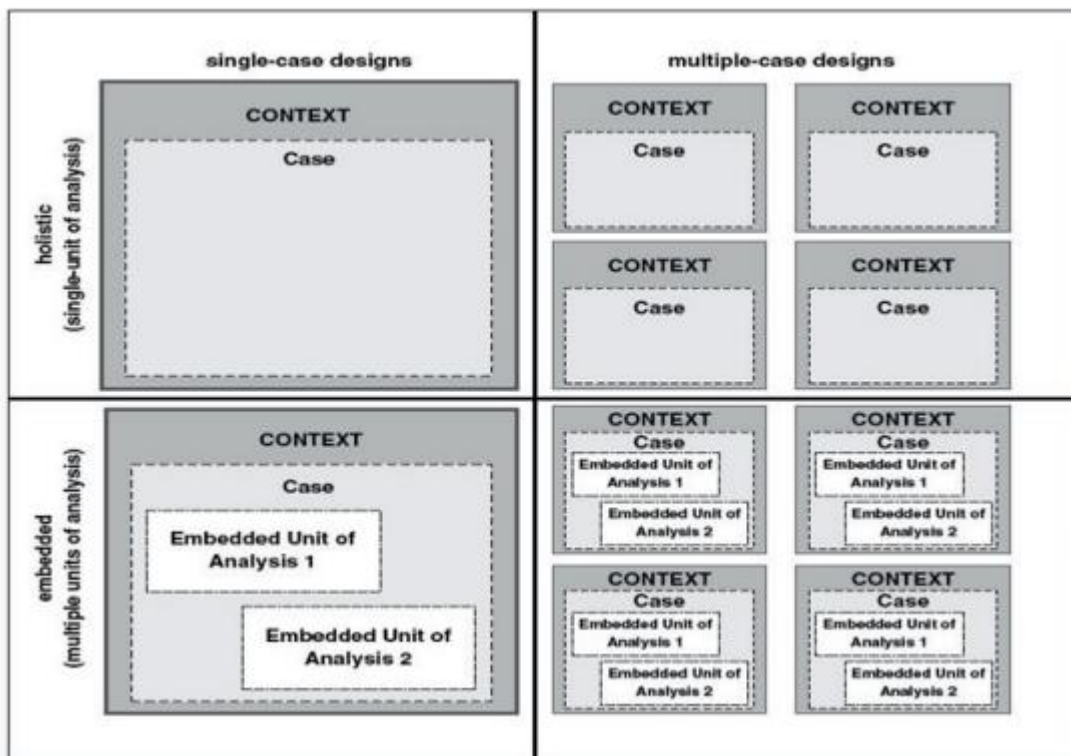 single-case designs
multiple-case designs
holistic
(single-unit of analysis)
CONTEXT
Case
CONTEXT
Case
CONTEXT
Case
CONTEXT
Case
CONTEXT
Case
embedded
(multiple units of analysis)
CONTEXT
Case
Embedded Unit of
Analysis 1
Embedded Unit of
Analysis 2
CONTEXT
Case
Embedded Unit of
Analysis 1
Embedded Unit of
Analysis 2
CONTEXT
Case
Embedded Unit of
Analysis 1
Embedded Unit of
Analysis 2
CONTEXT
Case
Embedded Unit of
Analysis 1
Embedded Unit of
Analysis 2
CONTEXT
Case
Embedded Unit of
Analysis 1
Embedded Unit of
Analysis 2